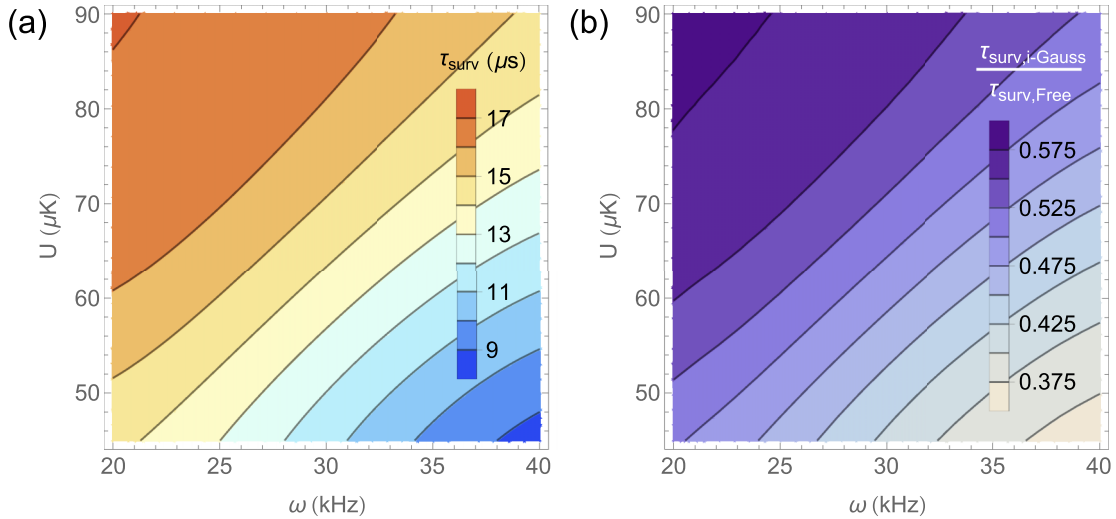 (a)
90
80
70
60
50
U (μK)
20 25 30 35 40
ω (kHz)
τsurv (μs)
17
15
13
11
9
(b)
90
80
70
60
50
U (μK)
20 25 30 35 40
ω (kHz)
τsurv,i-Gauss
τsurv,Free
0.575
0.525
0.475
0.425
0.375